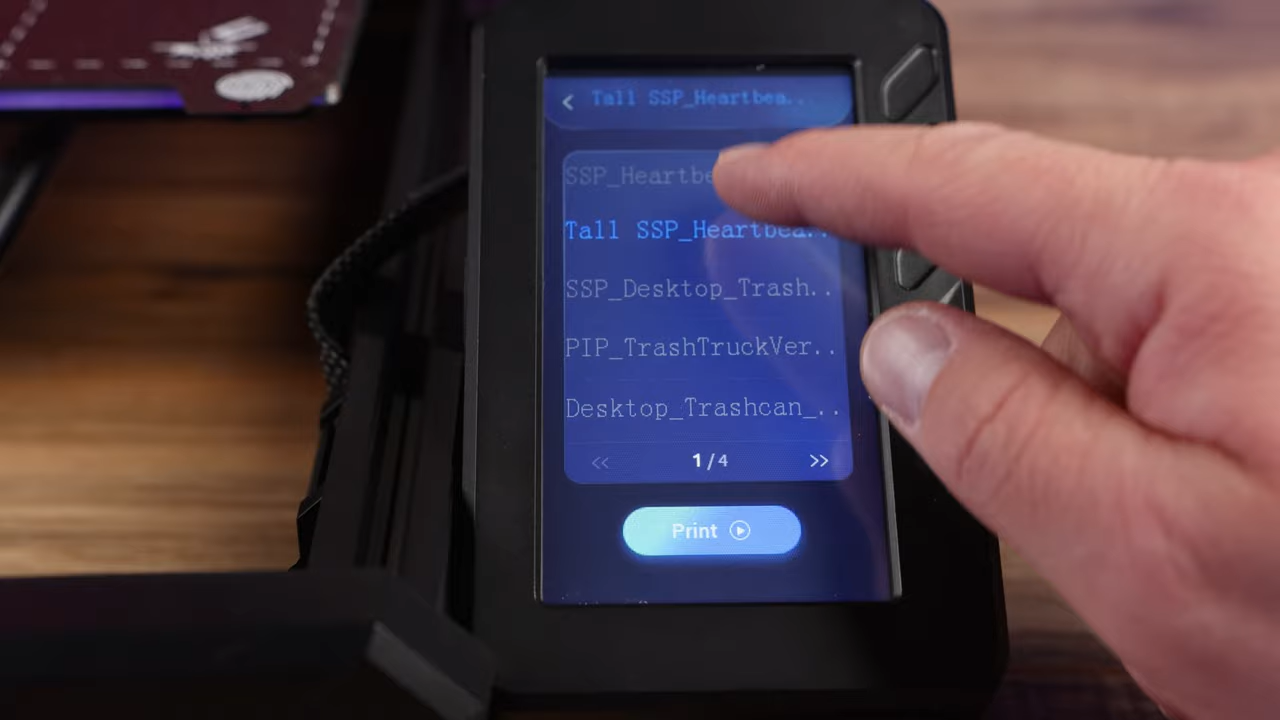 < Tall SSP_Heartbea..
SSP_Heartbe
Tall SSP_Heartbea..
SSP_Desktop_Trash..
PIP_TrashTruckVer..
Desktop_Trashcan_..
<< 1/4 >>
Print